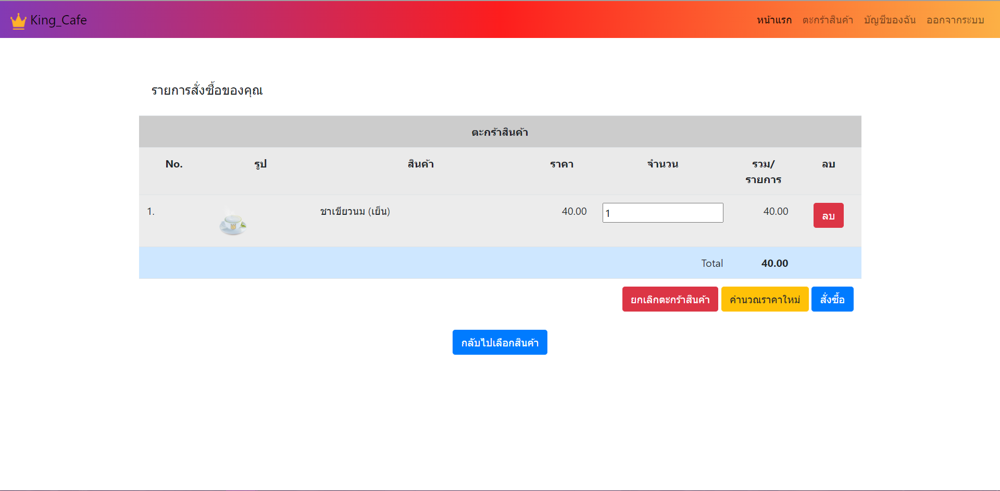 King_Cafe
หน้าแรก ตะกร้าสินค้า บัญชีของฉัน ออกจากระบบ
รายการสั่งซื้อของคุณ
ตะกร้าสินค้า
No. รูป สินค้า ราคา จำนวน รวม/ ลบ
รายการ
1. ชาเขียวนม (เย็น) 40.00 1 40.00 ลบ
Total 40.00
ยกเลิกตะกร้าสินค้า คำนวณราคาใหม่ สั่งซื้อ
กลับไปเลือกสินค้า